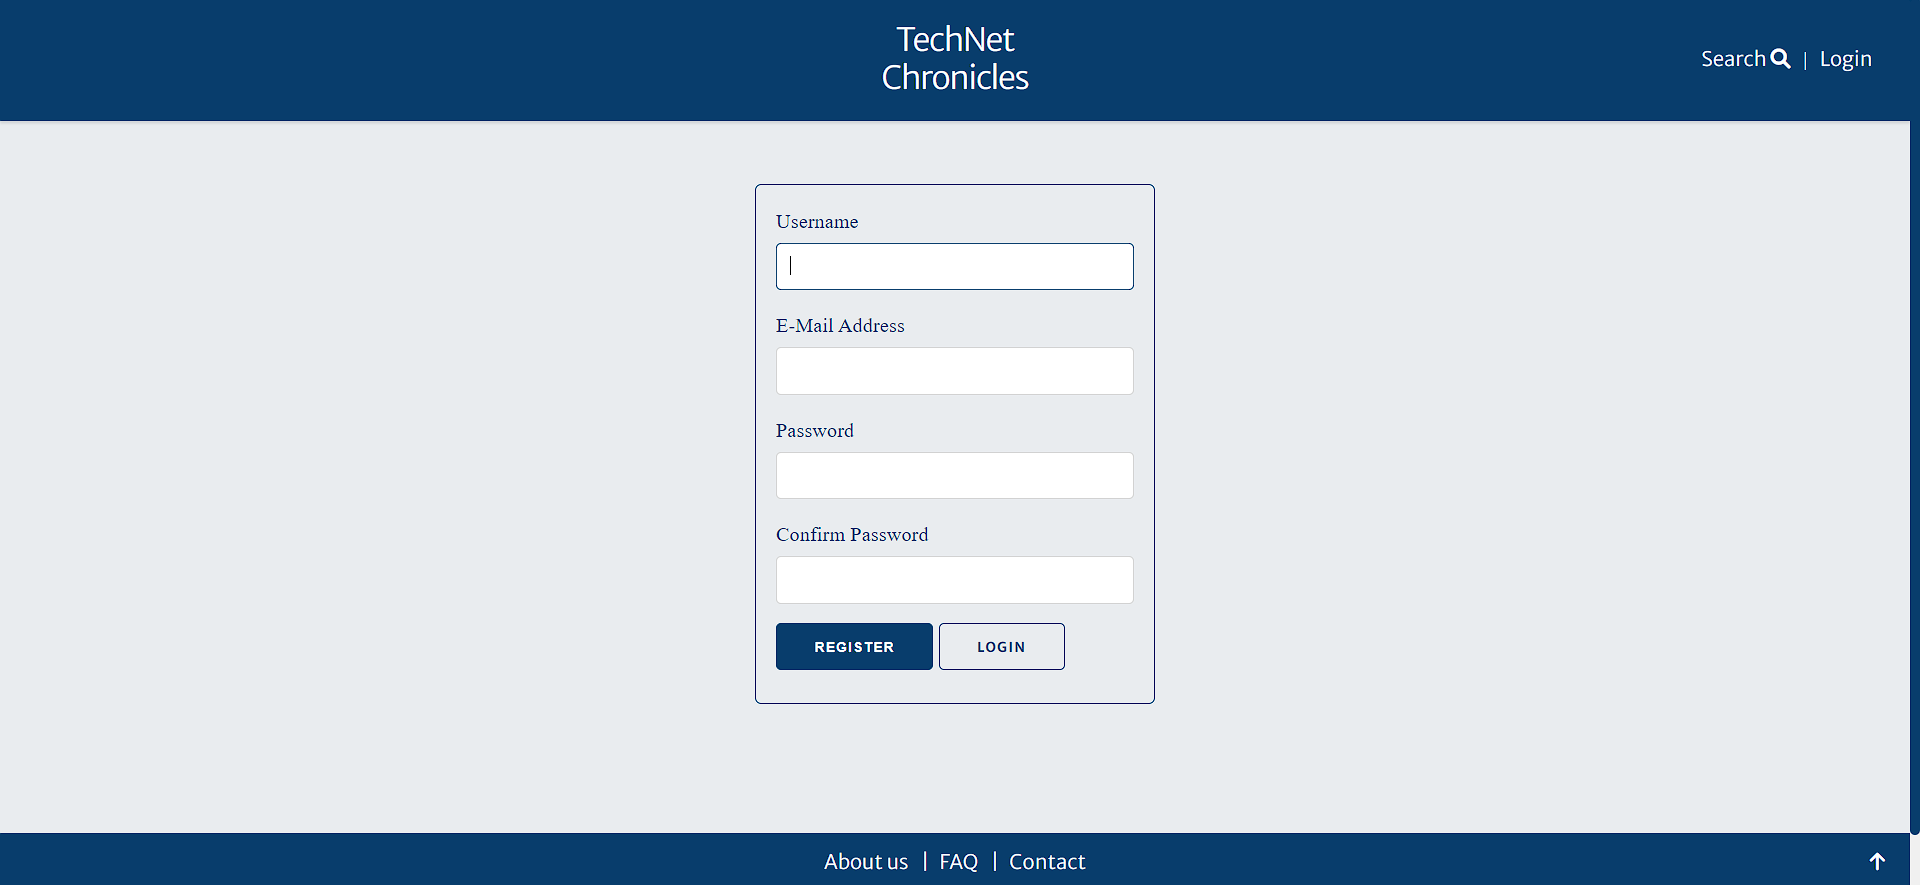 TechNet
Chronicles
Search | Login
Username
E-Mail Address
Password
Confirm Password
REGISTER LOGIN
About us | FAQ | Contact